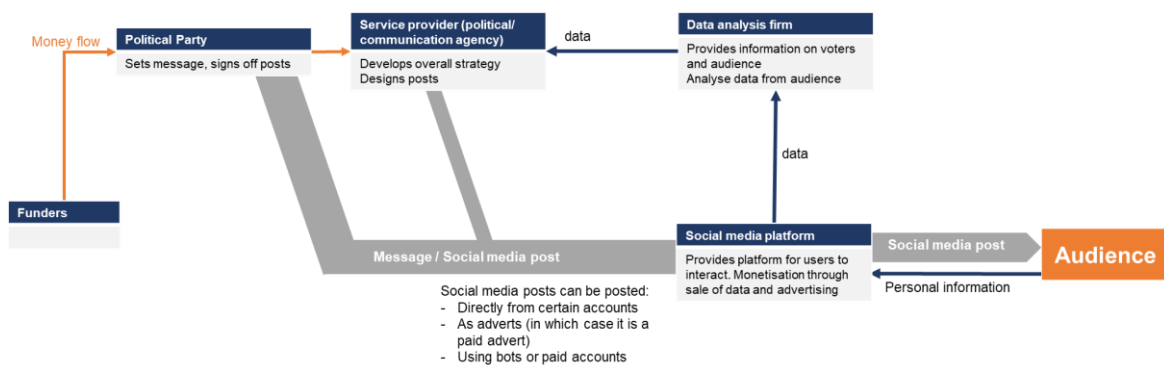 Money flow
Political Party
Sets message, signs off posts
Service provider (political/
communication agency)
Develops overall strategy
Designs posts
data
Data analysis firm
Provides information on voters
and audience
Analyse data from audience
data
Funders
Message / Social media post
Social media platform
Provides platform for users to
interact. Monetisation through
sale of data and advertising
Social media post
Audience
Personal information
Social media posts can be posted:
- Directly from certain accounts
- As adverts (in which case it is a
paid advert)
- Using bots or paid accounts